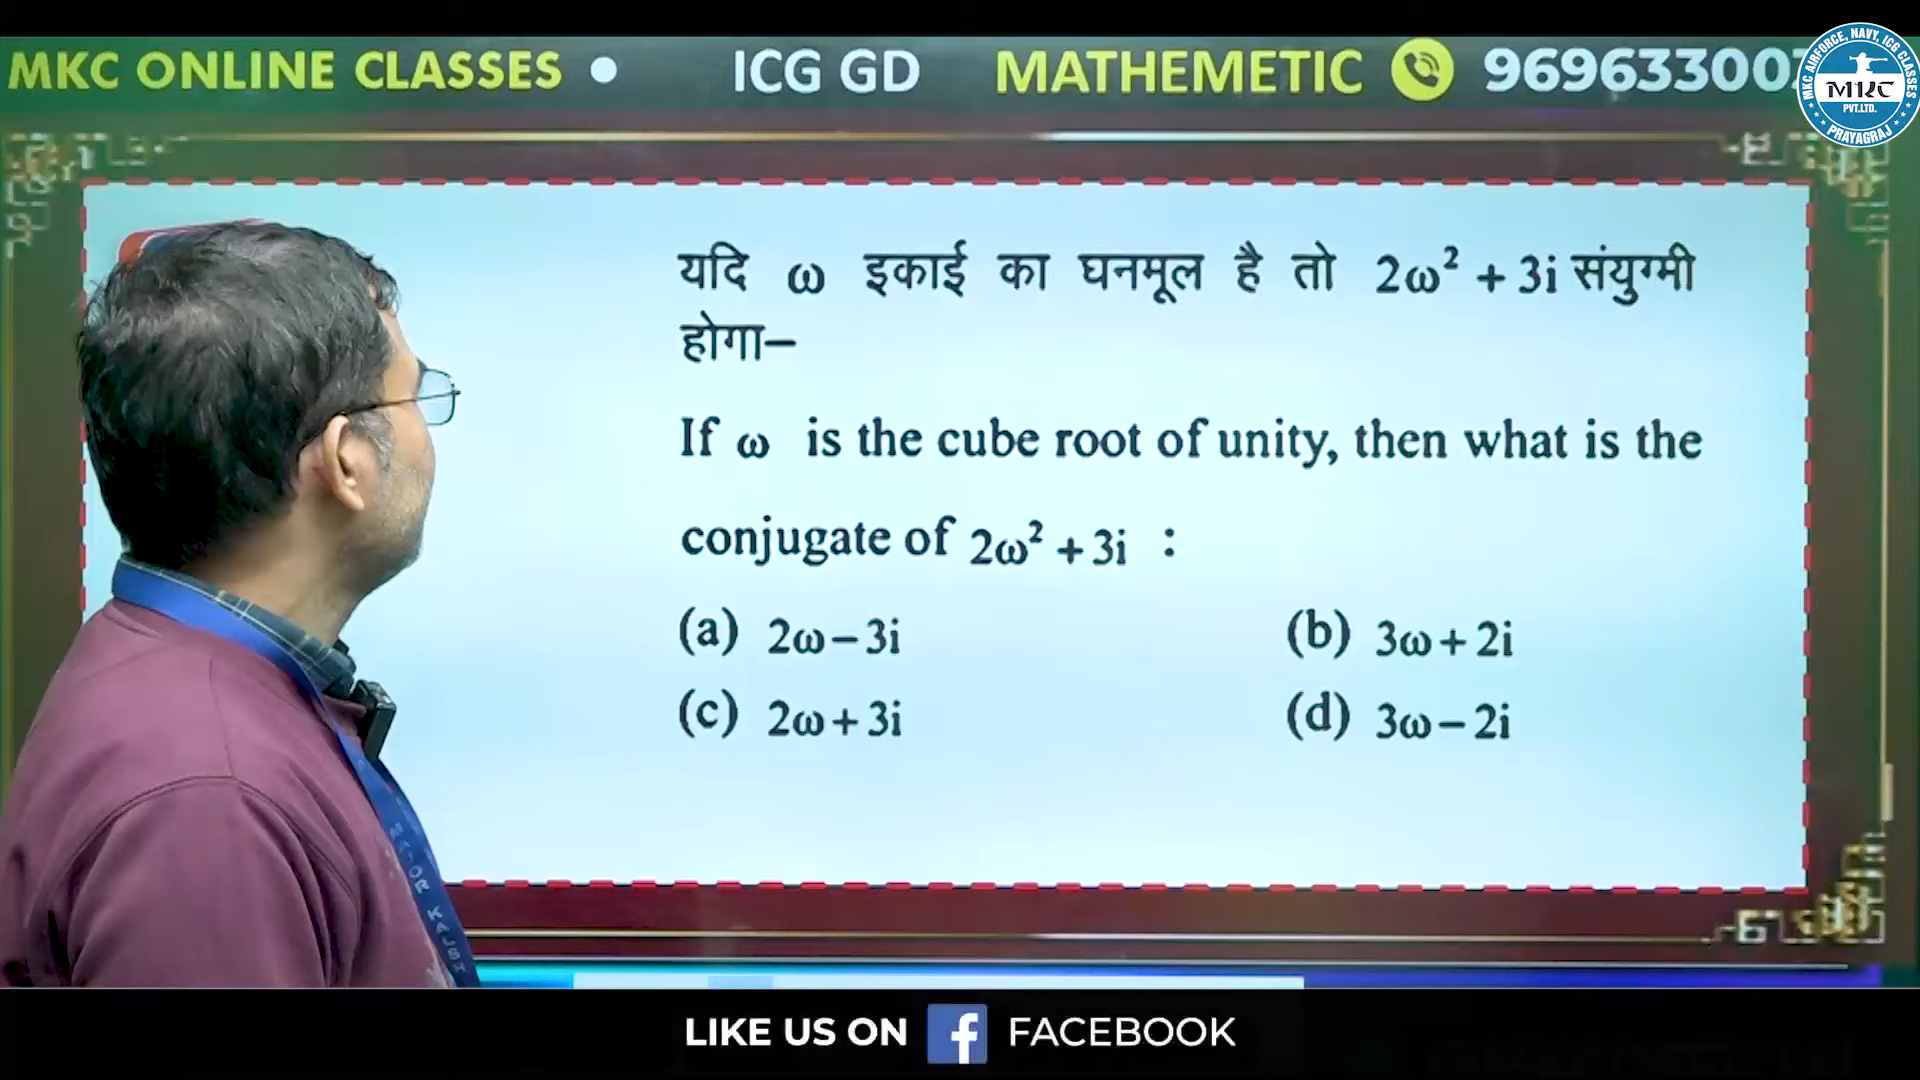 MKC ONLINE CLASSES • ICG GD MATHEMETIC 96963300
MKC AIRFORCE, NAVY, ICG CLASSES
MKC
PVT.LTD.
PRAYAGRAJ
यदि ω इकाई का घनमूल है तो 2ω² + 3i संयुग्मी
होगा–
If ω is the cube root of unity, then what is the
conjugate of 2ω² + 3i :
(a) 2ω – 3i (b) 3ω + 2i
(c) 2ω + 3i (d) 3ω – 2i
LIKE US ON f FACEBOOK